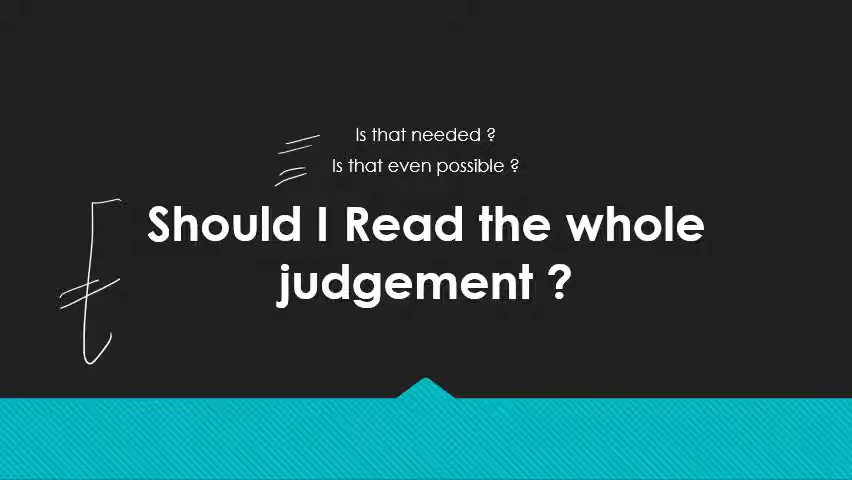 Is that needed ?
Is that even possible ?
Should I Read the whole
judgement ?